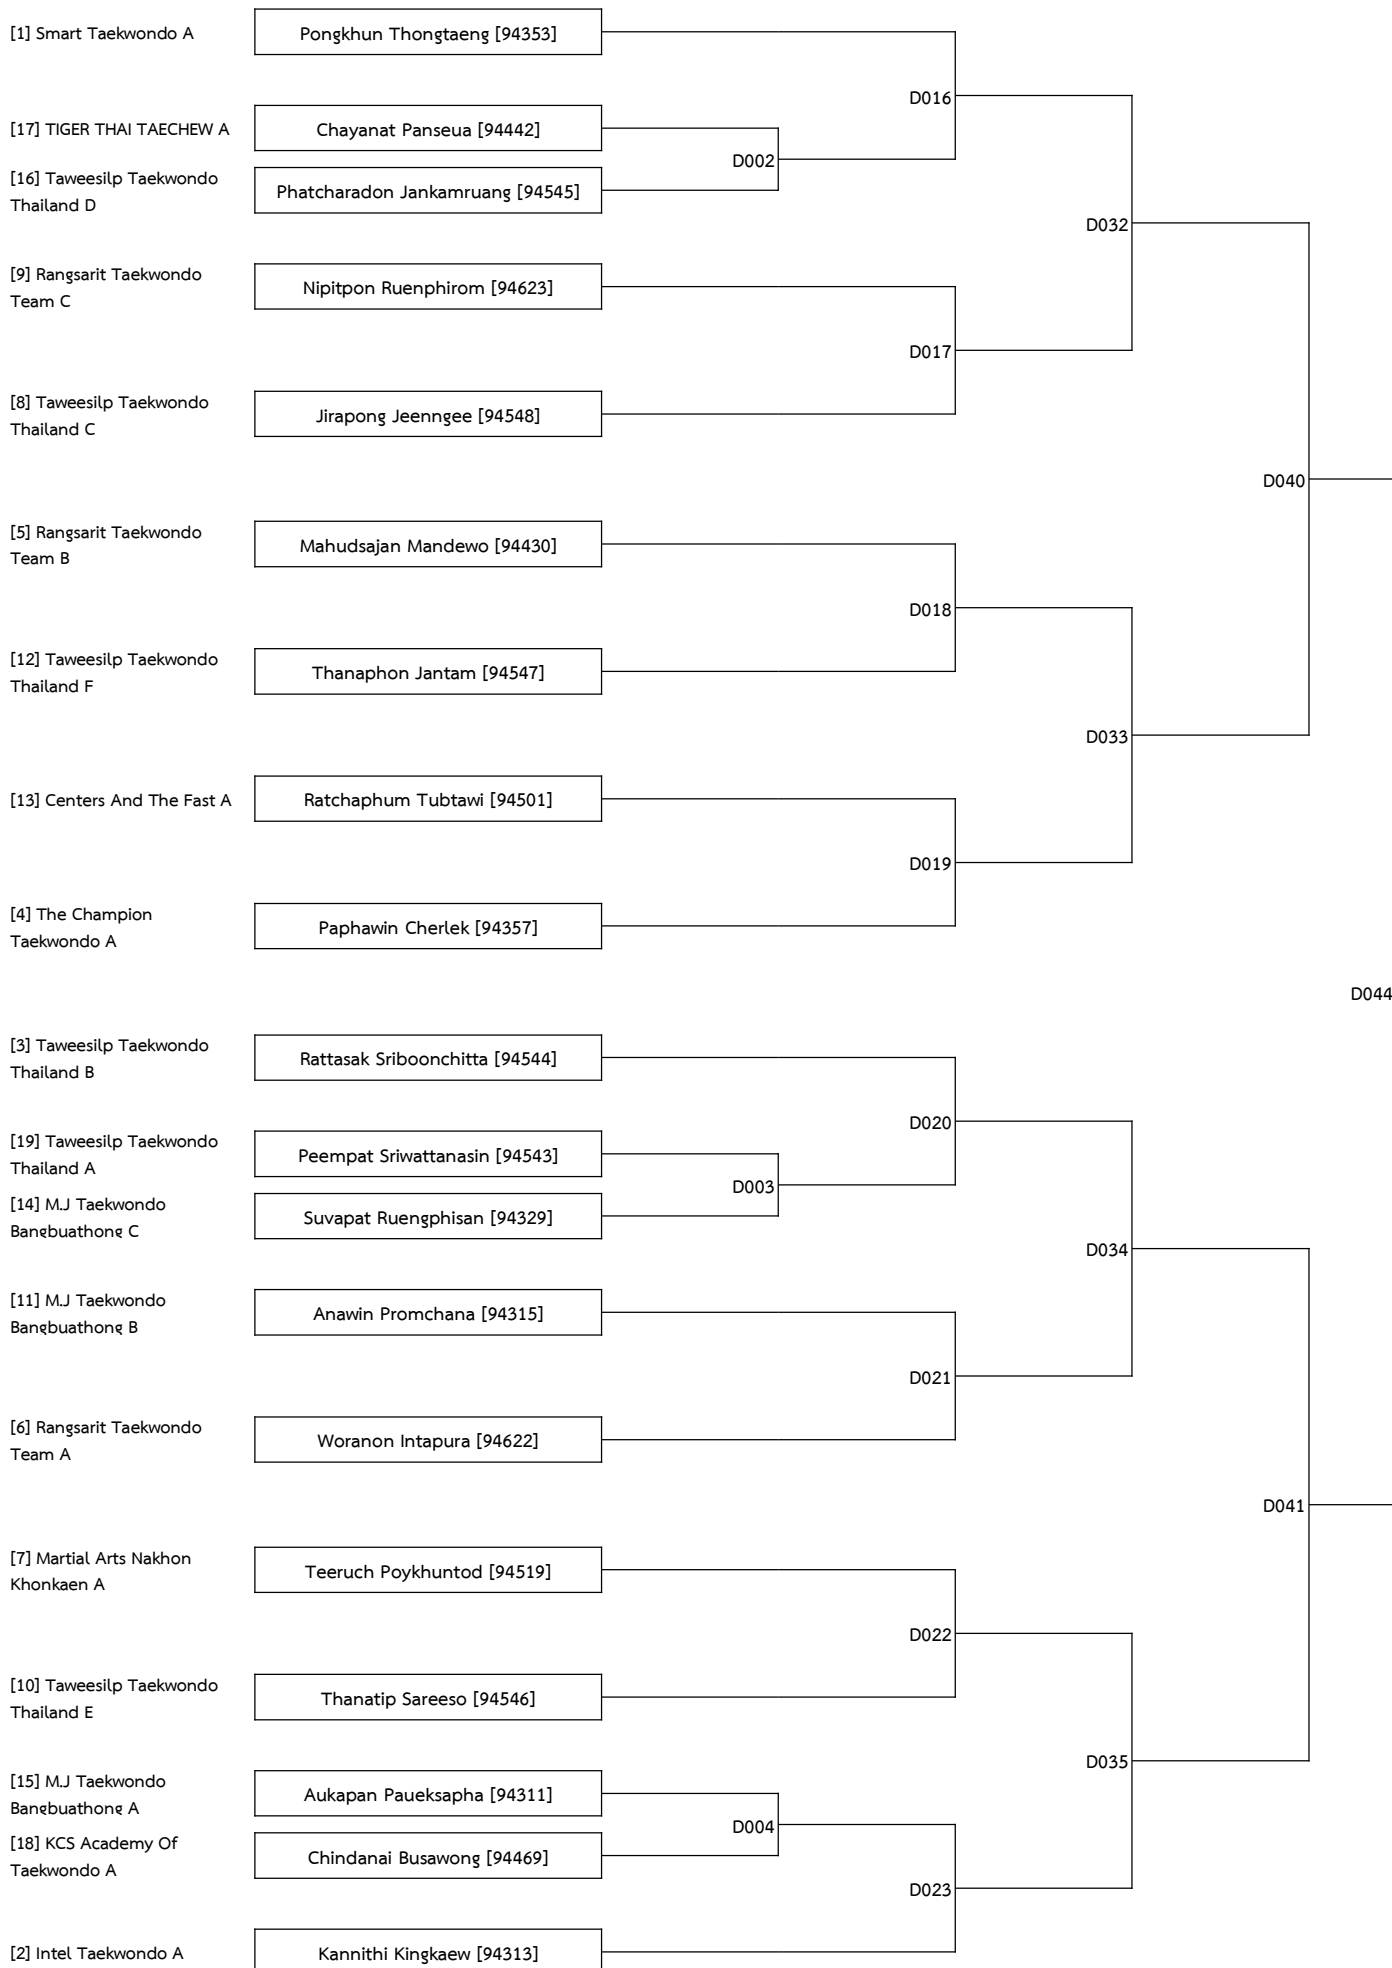 [1] Smart Taekwondo A
Pongkhun Thongtaeng [94353]
D016
[17] TIGER THAI TAECHEW A
Chayanat Panseua [94442]
D002
[16] Taweesilp Taekwondo
Thailand D
Phatcharadon Jankamruang [94545]
D032
[9] Rangsarit Taekwondo
Team C
Nipitpon Ruenphirom [94623]
D017
[8] Taweesilp Taekwondo
Thailand C
Jirapong Jeenngee [94548]
D040
[5] Rangsarit Taekwondo
Team B
Mahudsajan Mandewo [94430]
D018
[12] Taweesilp Taekwondo
Thailand F
Thanaphon Jantam [94547]
D033
[13] Centers And The Fast A
Ratchaphum Tubtawi [94501]
D019
[4] The Champion
Taekwondo A
Paphawin Cherlek [94357]
D044
[3] Taweesilp Taekwondo
Thailand B
Rattasak Sriboonchitta [94544]
D020
[19] Taweesilp Taekwondo
Thailand A
Peempat Sriwattanasin [94543]
D003
[14] M.J Taekwondo
Bangbuathong C
Suvapat Ruengphisan [94329]
D034
[11] M.J Taekwondo
Bangbuathong B
Anawin Promchana [94315]
D021
[6] Rangsarit Taekwondo
Team A
Woranon Intapura [94622]
D041
[7] Martial Arts Nakhon
Khonkaen A
Teeruch Poykhuntod [94519]
D022
[10] Taweesilp Taekwondo
Thailand E
Thanatip Sareeso [94546]
D035
[15] M.J Taekwondo
Bangbuathong A
Aukapan Paueksapha [94311]
D004
[18] KCS Academy Of
Taekwondo A
Chindanai Busawong [94469]
D023
[2] Intel Taekwondo A
Kannithi Kingkaew [94313]